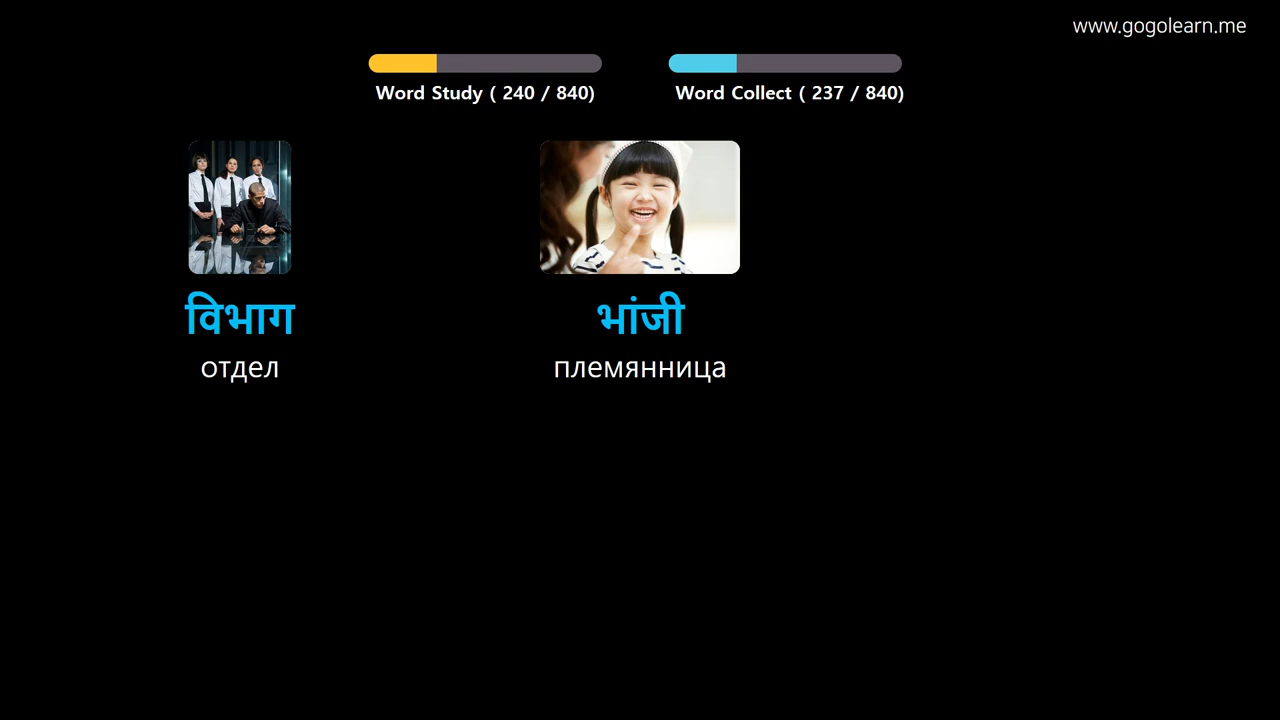 www.gogolearn.me
Word Study ( 240 / 840)
Word Collect ( 237 / 840)
विभाग
отдел
भांजी
племянница